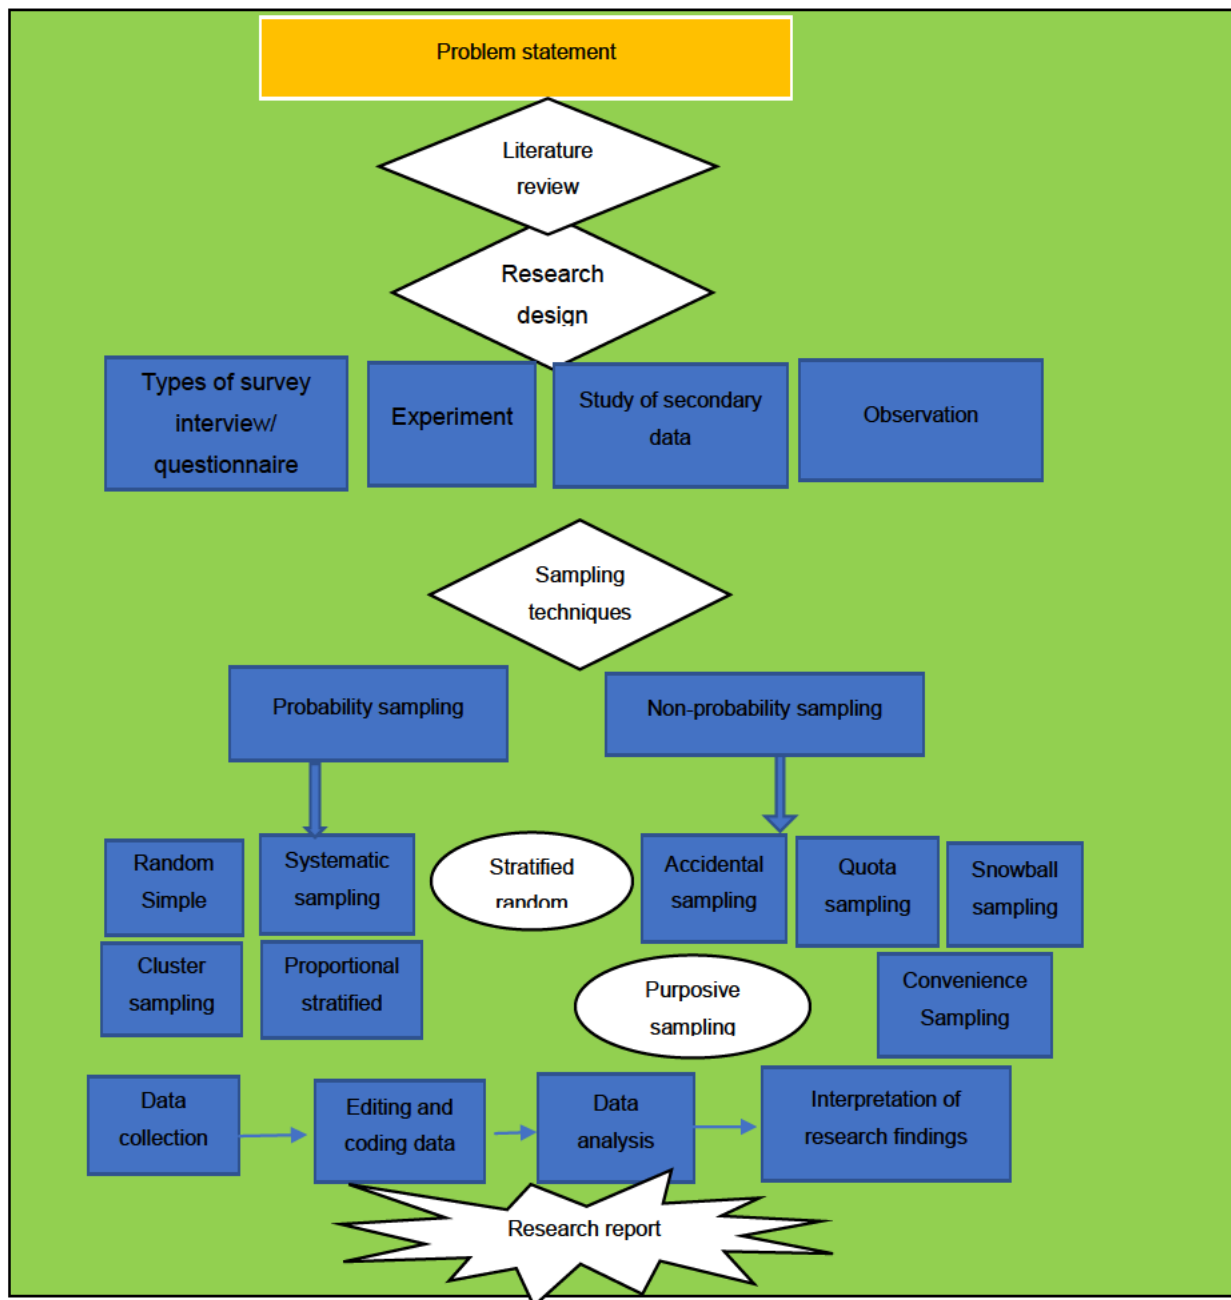 Problem statement
Literature
review
Research
design
Types of survey
interview/
questionnaire
Experiment
Study of secondary
data
Observation
Sampling
techniques
Probability sampling
Non-probability sampling
Random
Simple
Systematic
sampling
Stratified
random
Accidental
sampling
Quota
sampling
Snowball
sampling
Cluster
sampling
Proportional
stratified
Purposive
sampling
Convenience
Sampling
Data
collection
Editing and
coding data
Data
analysis
Interpretation of
research findings
Research report